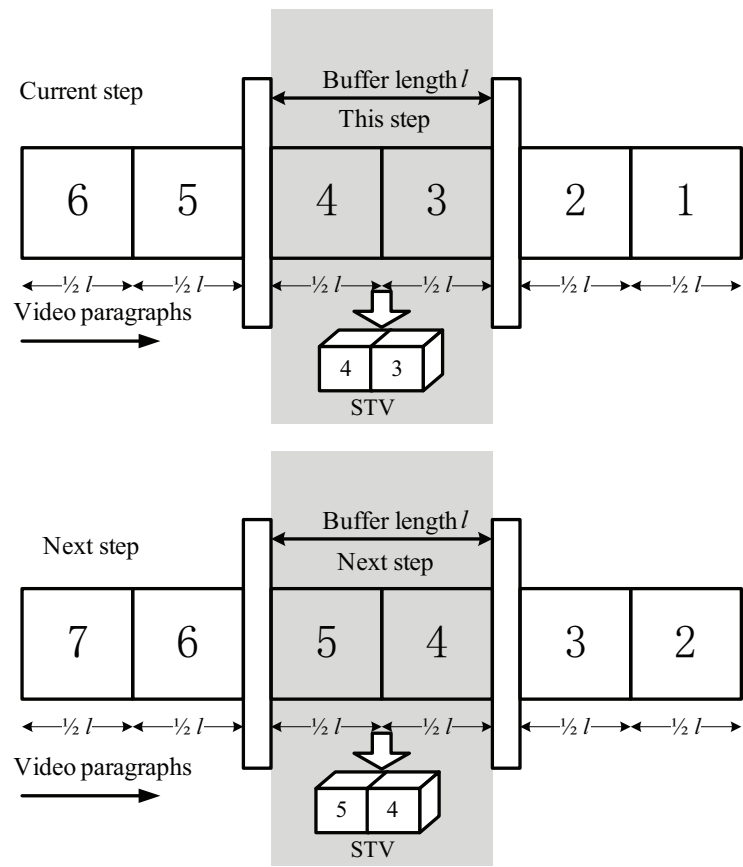 Buffer length l
Current step
This step
6 5 4 3 2 1
½ l ½ l ½ l ½ l ½ l ½ l
Video paragraphs
4 3
STV
Buffer length l
Next step
Next step
7 6 5 4 3 2
½ l ½ l ½ l ½ l ½ l ½ l
Video paragraphs
5 4
STV